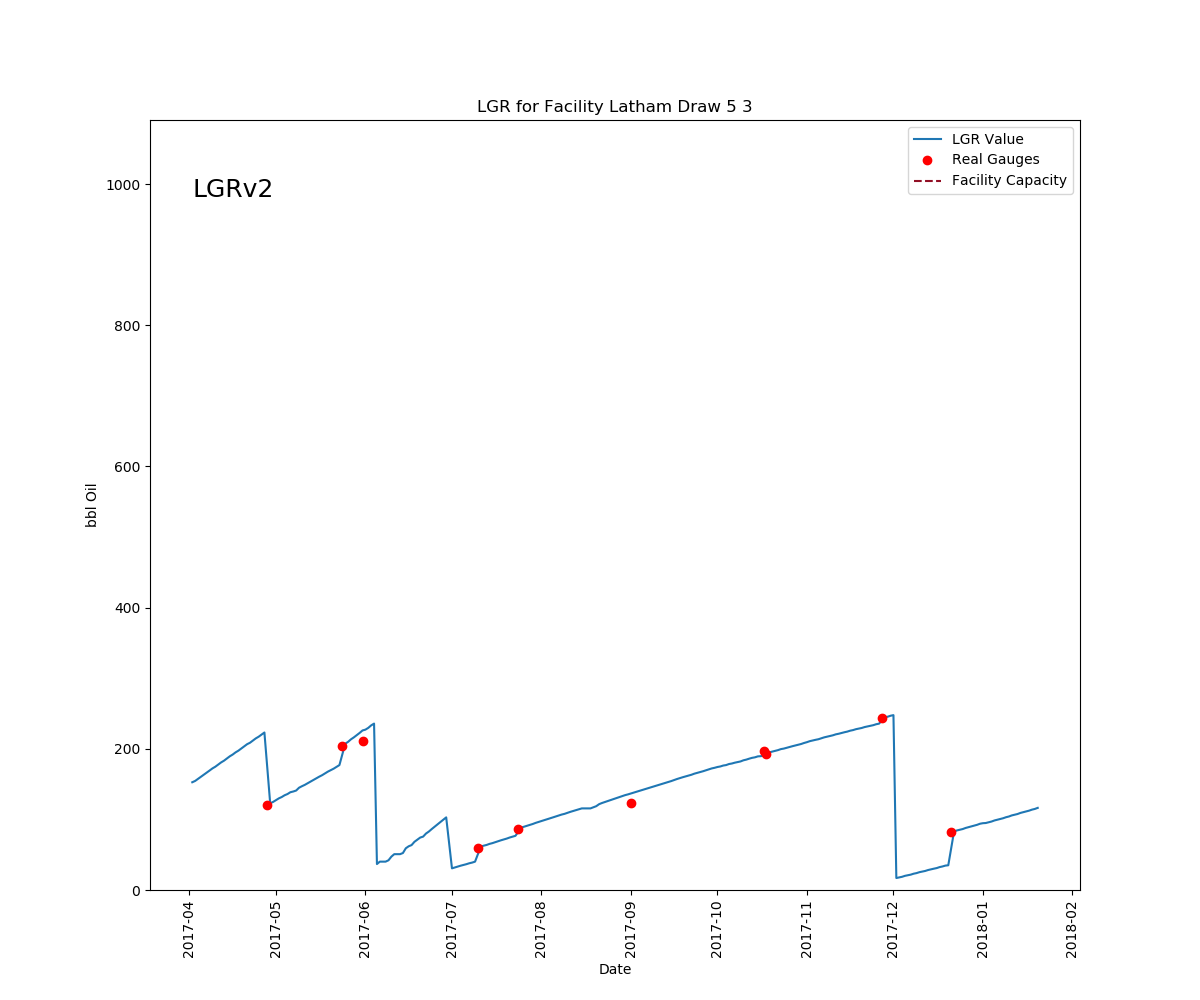 LGR for Facility Latham Draw 5 3
LGRv2
LGR Value
Real Gauges
Facility Capacity
1000
800
600
400
200
0
bbl Oil
2017-04
2017-05
2017-06
2017-07
2017-08
2017-09
2017-10
2017-11
2017-12
2018-01
2018-02
Date